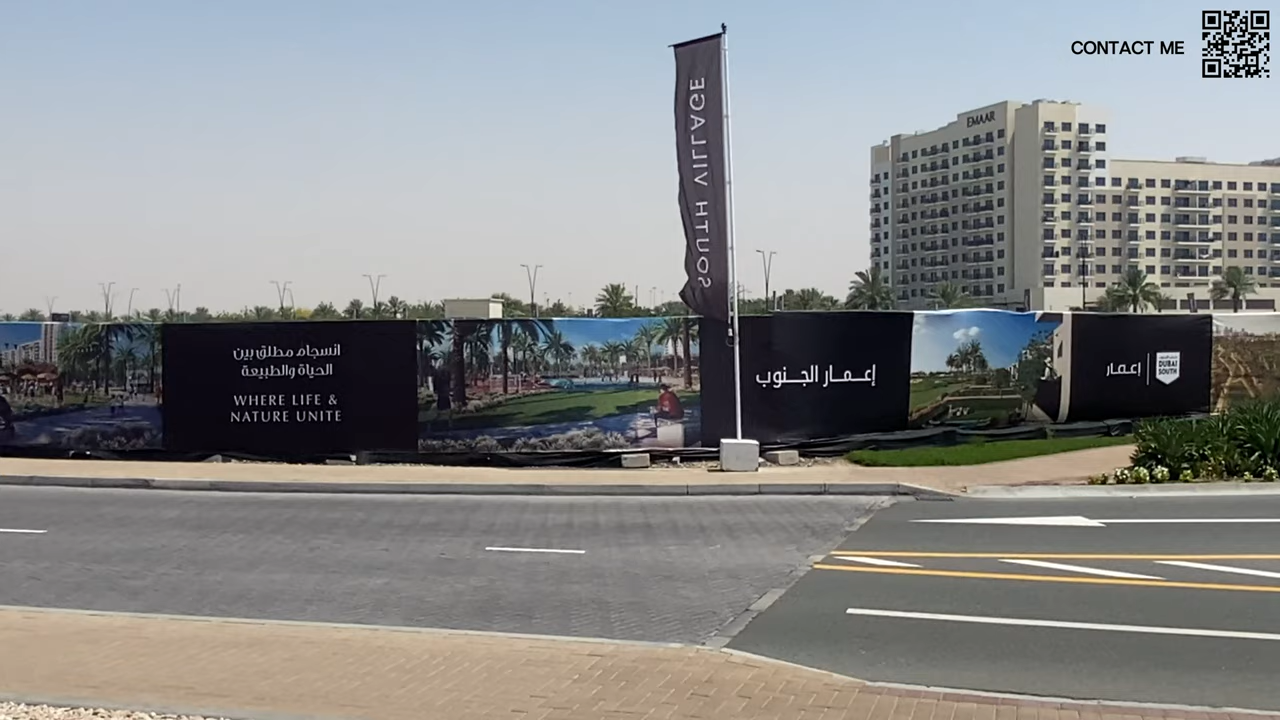 CONTACT ME
SOUTH VILLAGE
EMAAR
انسجام مطلق بين
الحياة والطبيعة
WHERE LIFE &
NATURE UNITE
إعمار الجنوب
إعمار
DUBAI
SOUTH